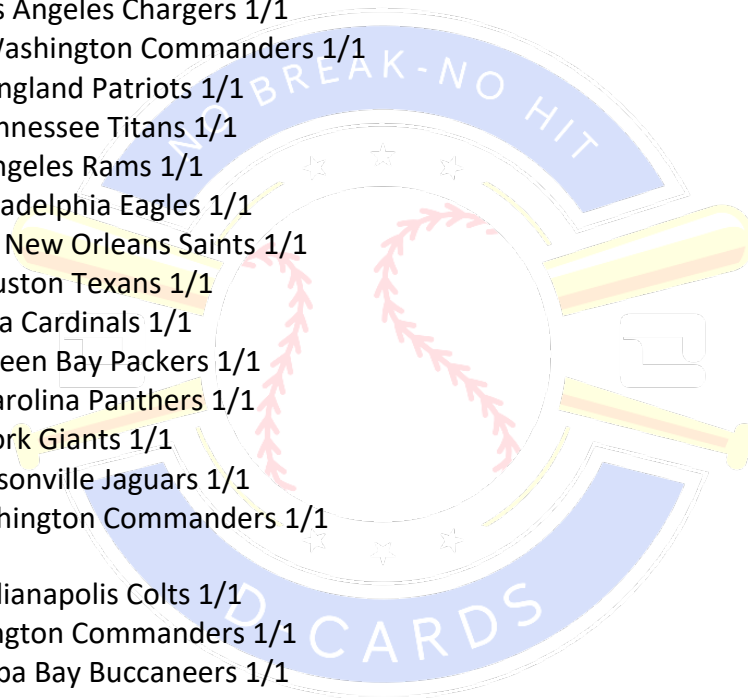 s Angeles Chargers 1/1
Washington Commanders 1/1
ngland Patriots 1/1
nnessee Titans 1/1
ngeles Rams 1/1
adelphia Eagles 1/1
New Orleans Saints 1/1
uston Texans 1/1
a Cardinals 1/1
een Bay Packers 1/1
arolina Panthers 1/1
ork Giants 1/1
sonville Jaguars 1/1
hington Commanders 1/1
dianapolis Colts 1/1
ngton Commanders 1/1
pa Bay Buccaneers 1/1
NO BREAK-NO HIT
D CARDS